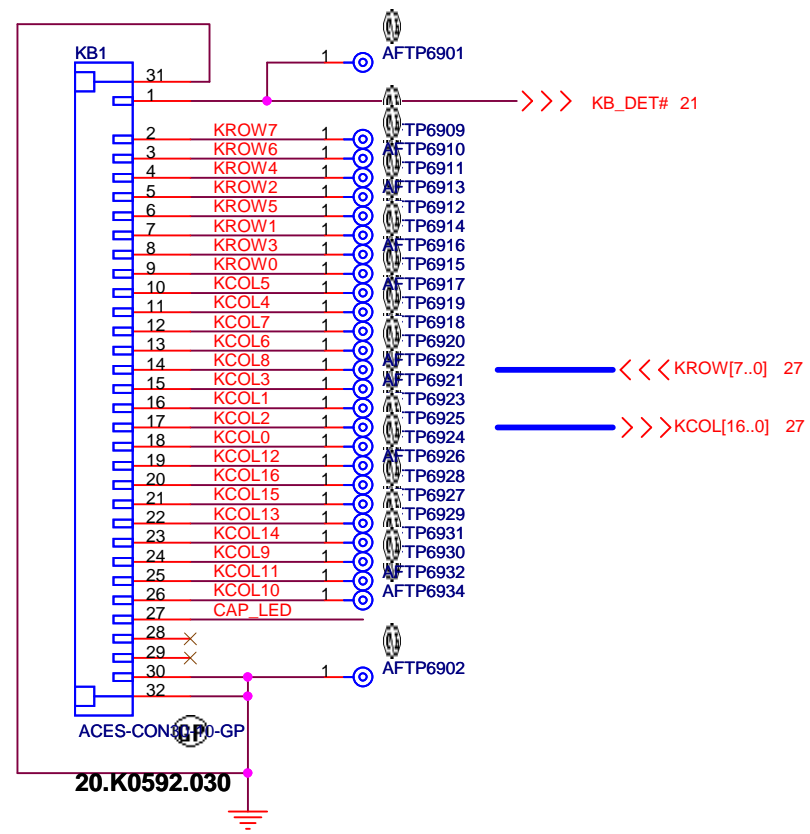 KB1
AFTP6901
1
31
1
KB_DET# 21
2 KROW7 1 TP6909
3 KROW6 1 AFTP6910
4 KROW4 1 TP6911
5 KROW2 1 AFTP6913
6 KROW5 1 TP6912
7 KROW1 1 TP6914
8 KROW3 1 AFTP6916
9 KROW0 1 TP6915
10 KCOL5 1 AFTP6917
11 KCOL4 1 TP6919
12 KCOL7 1 TP6918
13 KCOL6 1 TP6920
14 KCOL8 1 AFTP6922
KROW[7..0] 27
15 KCOL3 1 AFTP6921
16 KCOL1 1 TP6923
17 KCOL2 1 TP6925
KCOL[16..0] 27
18 KCOL0 1 TP6924
19 KCOL12 1 AFTP6926
20 KCOL16 1 TP6928
21 KCOL15 1 TP6927
22 KCOL13 1 TP6929
23 KCOL14 1 TP6931
24 KCOL9 1 TP6930
25 KCOL11 1 AFTP6932
26 KCOL10 1 AFTP6934
27 CAP_LED
28
29
30 1 AFTP6902
32
ACES-CON30-10-GP
GP
20.K0592.030